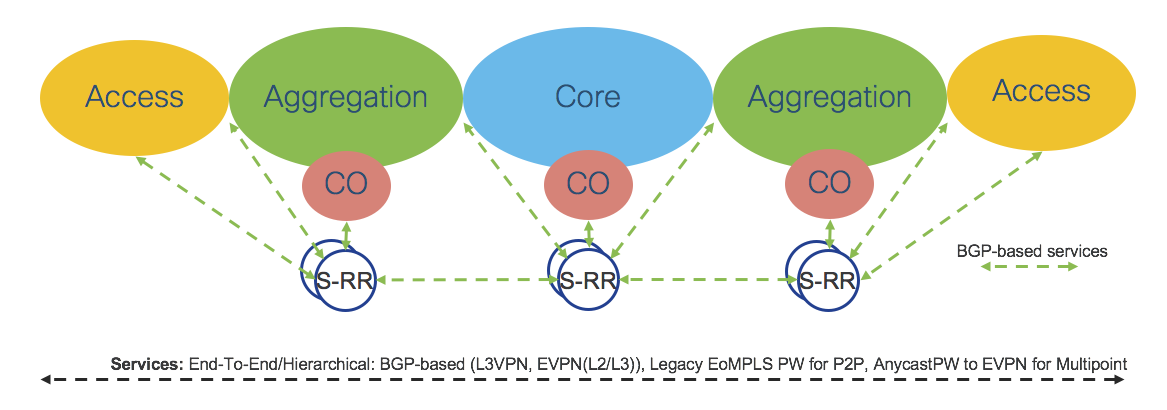 Access
Aggregation
Core
Aggregation
Access
CO
CO
CO
BGP-based services
S-RR
S-RR
S-RR
Services: End-To-End/Hierarchical: BGP-based (L3VPN, EVPN(L2/L3)), Legacy EoMPLS PW for P2P, AnycastPW to EVPN for Multipoint